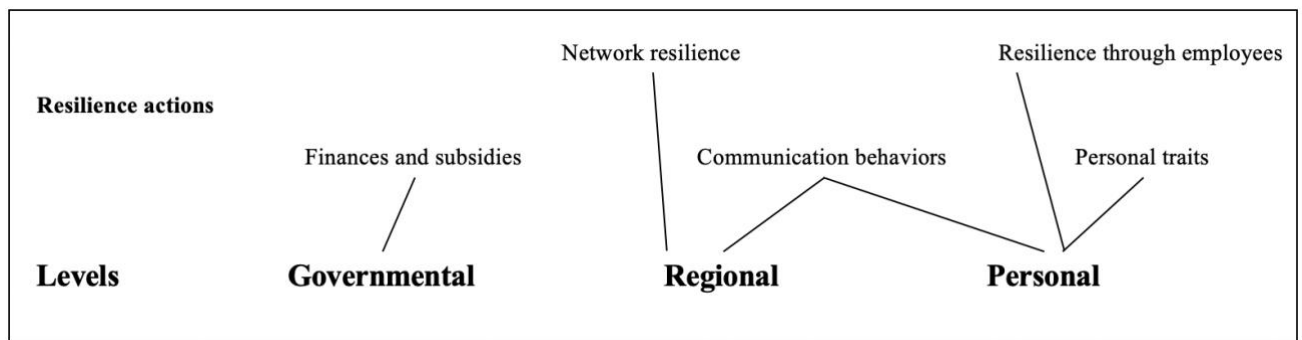 Network resilience
Resilience through employees
Resilience actions
Finances and subsidies
Communication behaviors
Personal traits
Levels
Governmental
Regional
Personal